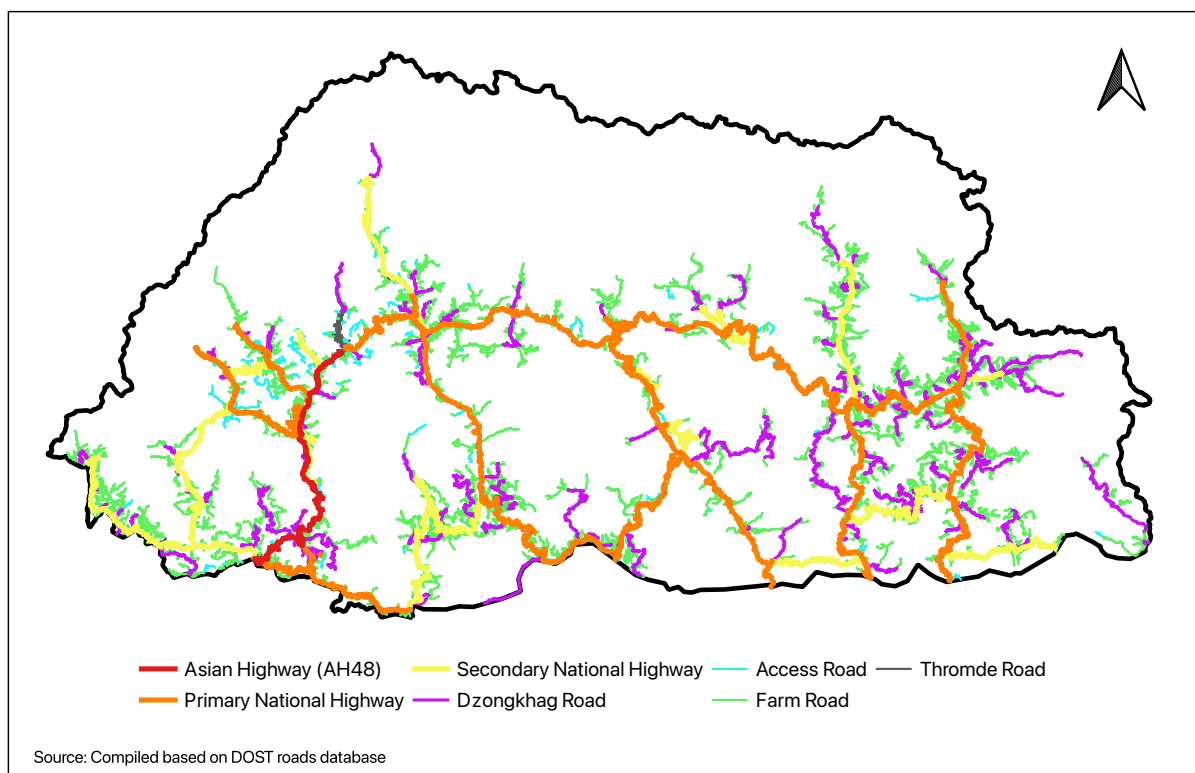 Asian Highway (AH48)
Secondary National Highway
Access Road
Thromde Road
Primary National Highway
Dzongkhag Road
Farm Road
Source: Compiled based on DOST roads database